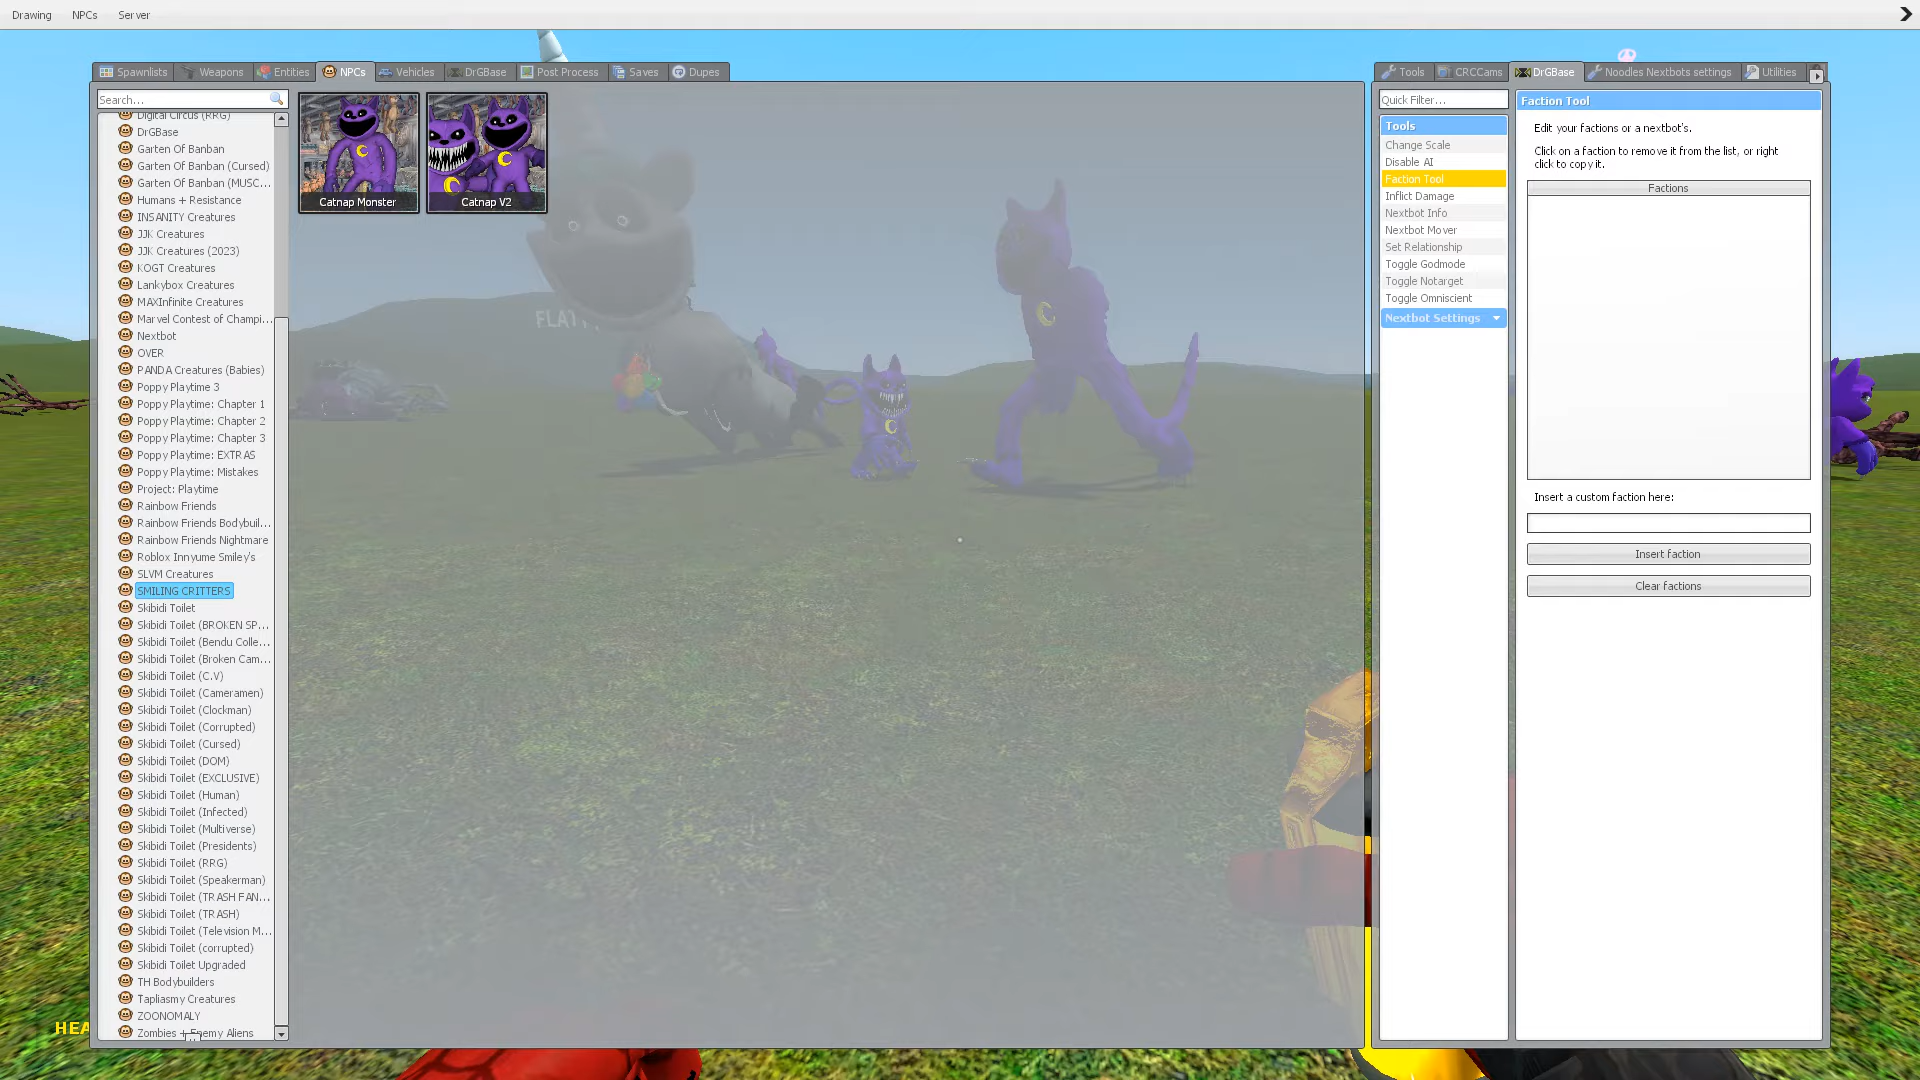 Drawing NPCs Server
Spawnlists Weapons Entities NPCs Vehicles DrGBase Post Process Saves Dupes
Tools CRCCams DrGBase Noodles Nextbots settings Utilities
Search...
Digital Circus (RRG)
DrGBase
Garten Of Banban
Garten Of Banban (Cursed)
Garten Of Banban (MUSC...
Humans + Resistance
INSANITY Creatures
JJK Creatures
JJK Creatures (2023)
KOGT Creatures
Lankybox Creatures
MAXInfinite Creatures
Marvel Contest of Champi...
Nextbot
OVER
PANDA Creatures (Babies)
Poppy Playtime 3
Poppy Playtime: Chapter 1
Poppy Playtime: Chapter 2
Poppy Playtime: Chapter 3
Poppy Playtime: EXTRAS
Poppy Playtime: Mistakes
Project: Playtime
Rainbow Friends
Rainbow Friends Bodybuil...
Rainbow Friends Nightmare
Roblox Innyume Smiley's
SLVM Creatures
SMILING CRITTERS
Skibidi Toilet
Skibidi Toilet (BROKEN SP...
Skibidi Toilet (Bendu Colle...
Skibidi Toilet (Broken Cam...
Skibidi Toilet (C.V)
Skibidi Toilet (Cameramen)
Skibidi Toilet (Clockman)
Skibidi Toilet (Corrupted)
Skibidi Toilet (Cursed)
Skibidi Toilet (DOM)
Skibidi Toilet (EXCLUSIVE)
Skibidi Toilet (Human)
Skibidi Toilet (Infected)
Skibidi Toilet (Multiverse)
Skibidi Toilet (Presidents)
Skibidi Toilet (RRG)
Skibidi Toilet (Speakerman)
Skibidi Toilet (TRASH FAN...
Skibidi Toilet (TRASH)
Skibidi Toilet (Television M...
Skibidi Toilet (corrupted)
Skibidi Toilet Upgraded
TH Bodybuilders
Tapliasmy Creatures
ZOONOMALY
Zombies + Enemy Aliens
Catnap Monster
Catnap V2
HEA
Quick Filter...
Tools
Change Scale
Disable AI
Faction Tool
Inflict Damage
Nextbot Info
Nextbot Mover
Set Relationship
Toggle Godmode
Toggle Notarget
Toggle Omniscient
Nextbot Settings
Faction Tool
Edit your factions or a nextbot's.
Click on a faction to remove it from the list, or right
click to copy it.
Factions
Insert a custom faction here:
Insert faction
Clear factions